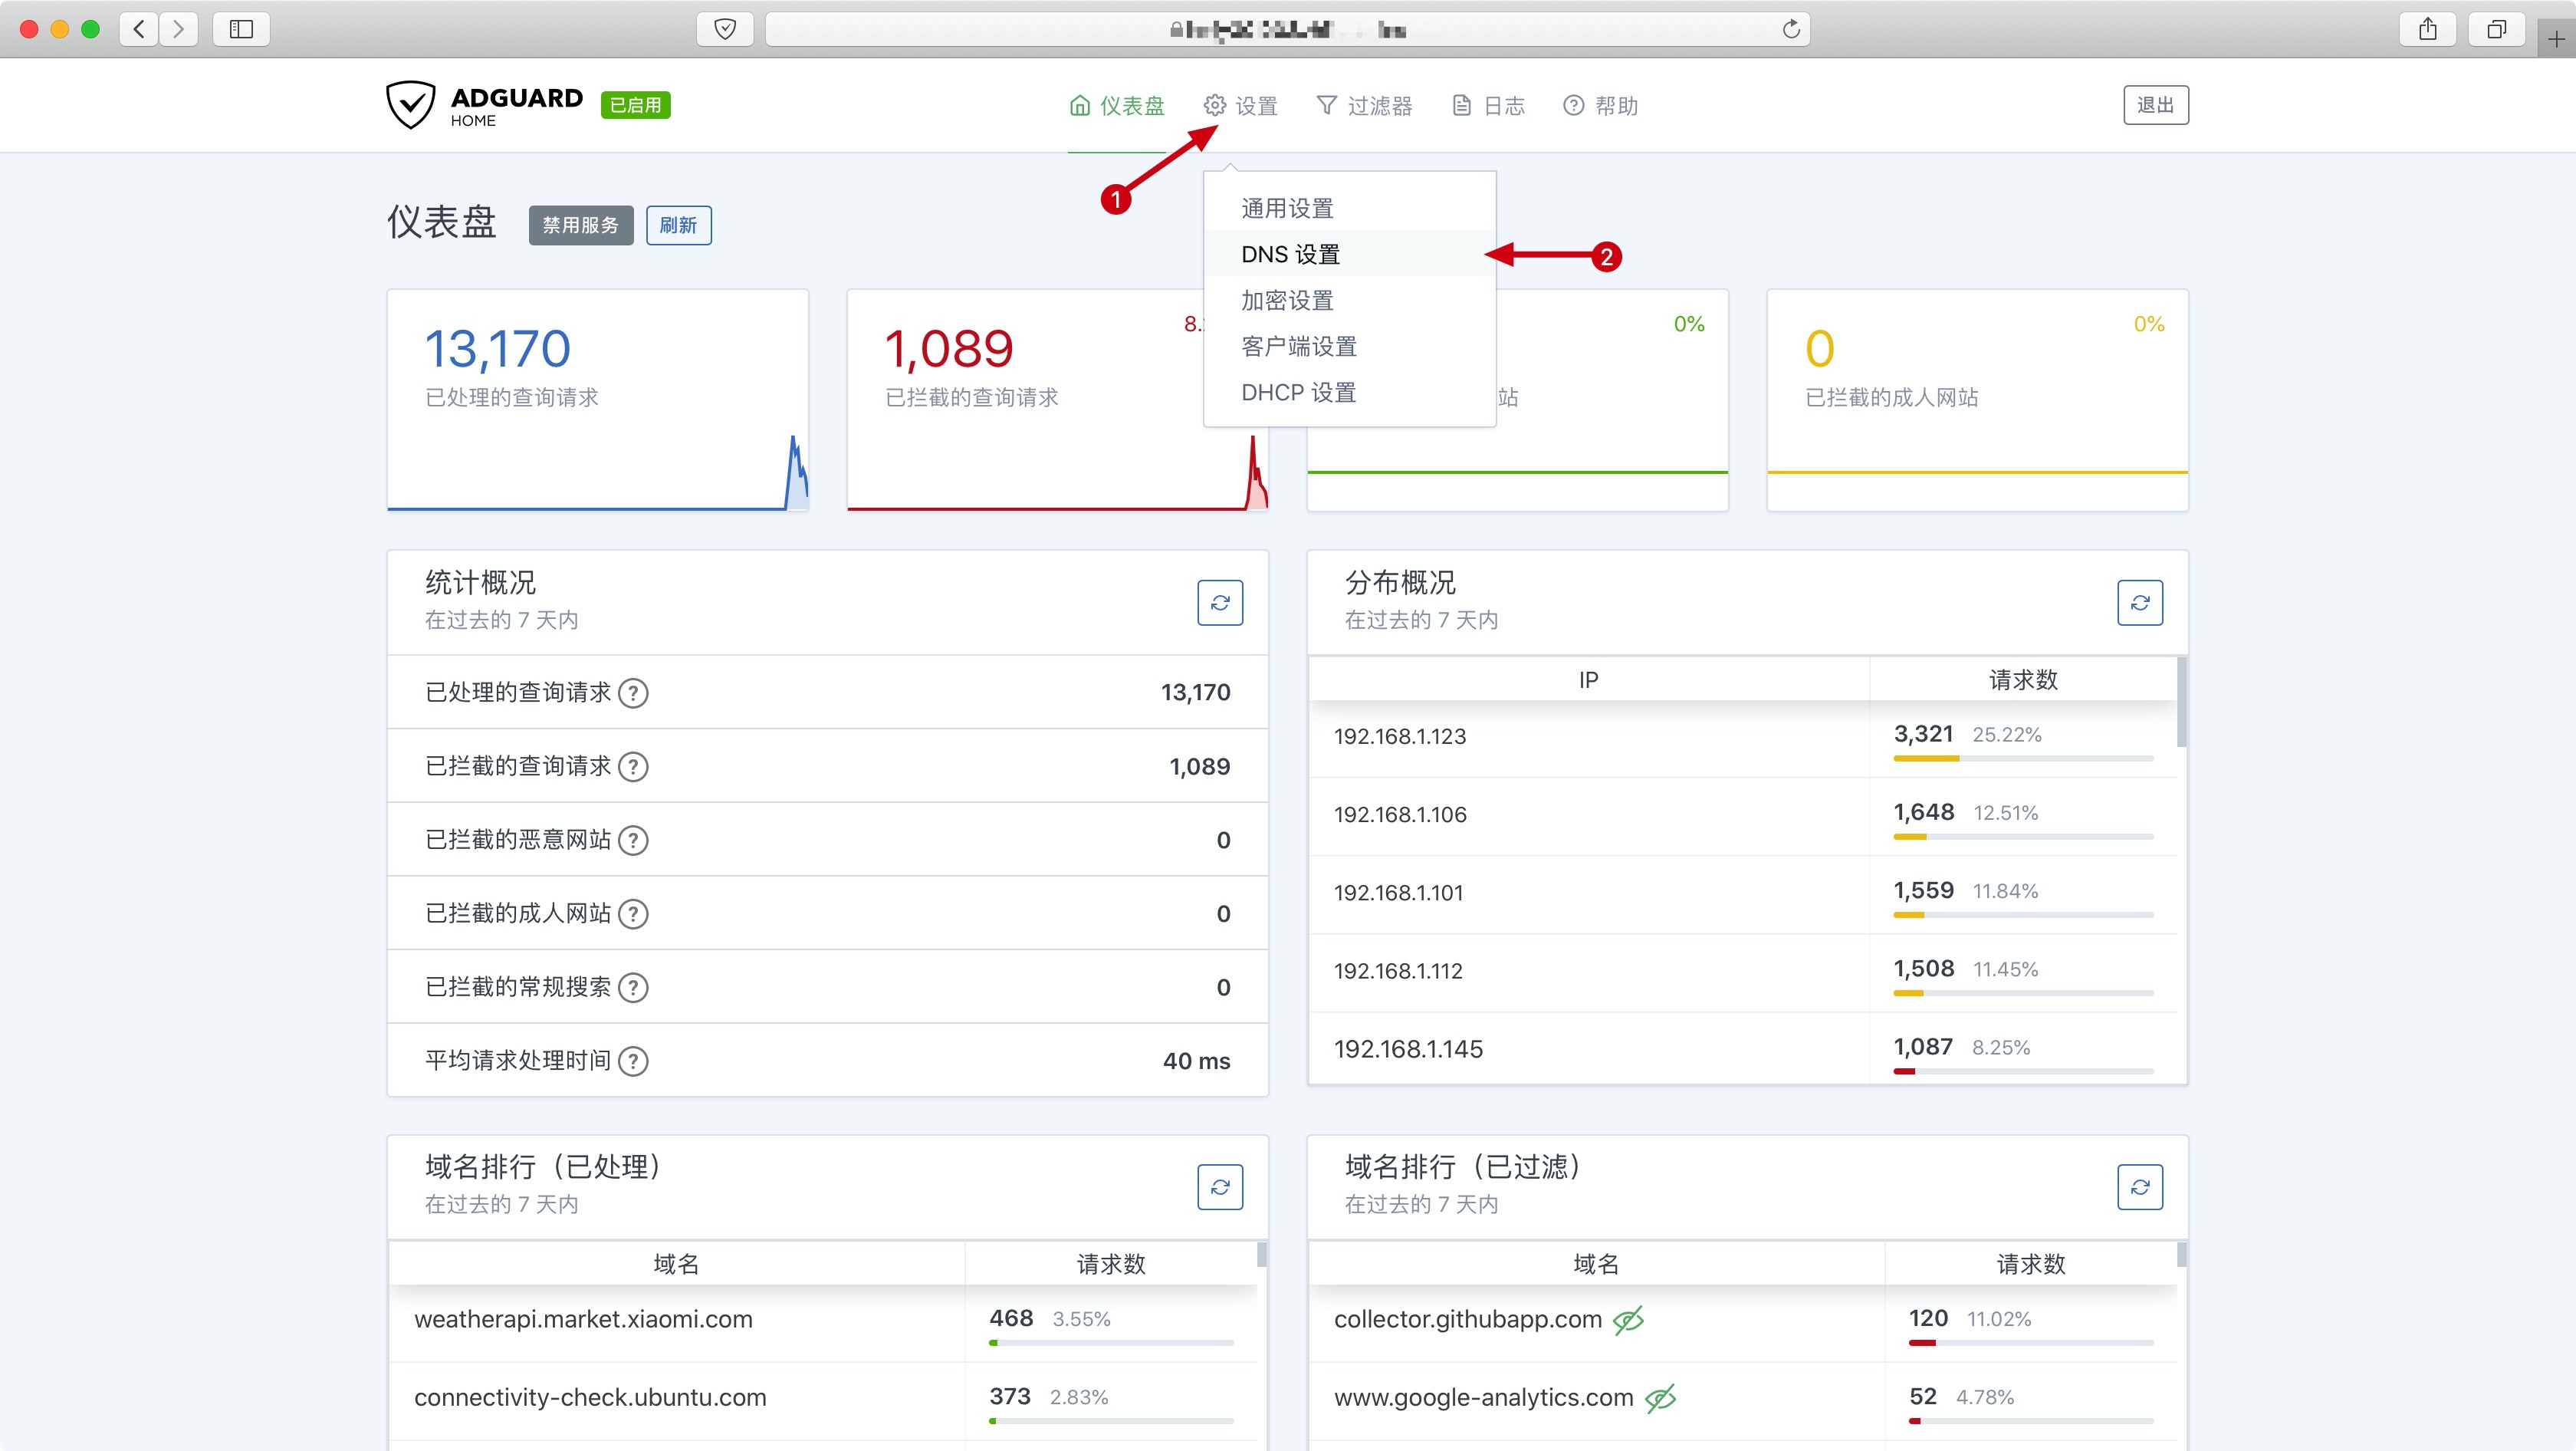 ADGUARD
HOME
已启用
仪表盘
设置
过滤器
日志
帮助
退出
1
仪表盘
禁用服务
刷新
通用设置
DNS 设置
加密设置
客户端设置
DHCP 设置
2
13,170
已处理的查询请求
1,089
8.
已拦截的查询请求
0%
站
0
0%
已拦截的成人网站
统计概况
在过去的 7 天内
已处理的查询请求 ? 13,170
已拦截的查询请求 ? 1,089
已拦截的恶意网站 ? 0
已拦截的成人网站 ? 0
已拦截的常规搜索 ? 0
平均请求处理时间 ? 40 ms
分布概况
在过去的 7 天内
IP 请求数
192.168.1.123 3,321 25.22%
192.168.1.106 1,648 12.51%
192.168.1.101 1,559 11.84%
192.168.1.112 1,508 11.45%
192.168.1.145 1,087 8.25%
域名排行（已处理）
在过去的 7 天内
域名 请求数
weatherapi.market.xiaomi.com 468 3.55%
connectivity-check.ubuntu.com 373 2.83%
域名排行（已过滤）
在过去的 7 天内
域名 请求数
collector.githubapp.com 120 11.02%
www.google-analytics.com 52 4.78%